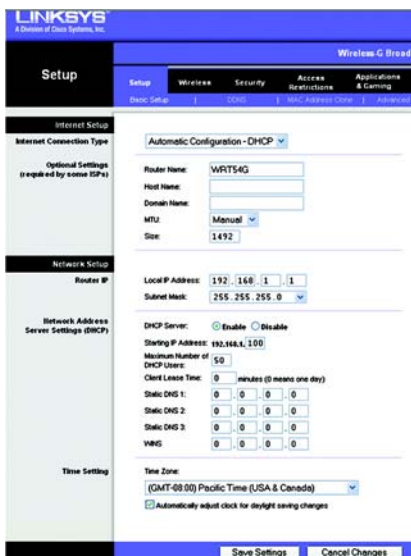 LINKSYS
A Division of Cisco Systems, Inc.
Wireless-G Broad
Setup
Setup Wireless Security Access Restrictions Applications & Gaming
Basic Setup | DDNS | MAC Address Clone | Advanced
Internet Setup
Internet Connection Type
Automatic Configuration - DHCP
Optional Settings
(required by some ISPs)
Router Name: WRT54G
Host Name:
Domain Name:
MTU: Manual
Size: 1492
Network Setup
Router IP
Local IP Address: 192 . 168 . 1 . 1
Subnet Mask: 255.255.255.0
Network Address
Server Settings (DHCP)
DHCP Server: Enable Disable
Starting IP Address: 192.168.1. 100
Maximum Number of
DHCP Users: 50
Client Lease Time: 0 minutes (0 means one day)
Static DNS 1: 0 . 0 . 0 . 0
Static DNS 2: 0 . 0 . 0 . 0
Static DNS 3: 0 . 0 . 0 . 0
WINS 0 . 0 . 0 . 0
Time Setting
Time Zone:
(GMT-08:00) Pacific Time (USA & Canada)
Automatically adjust clock for daylight saving changes
Save Settings Cancel Changes